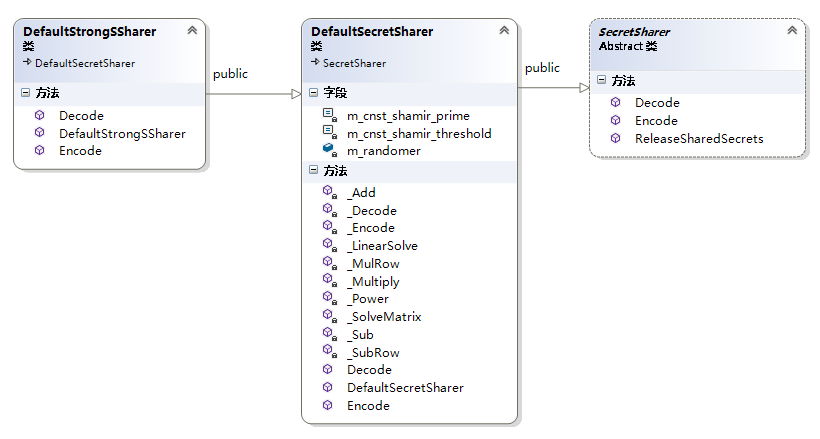 DefaultStrongSSharer
类
DefaultSecretSharer
方法
Decode
DefaultStrongSSharer
Encode
public
DefaultSecretSharer
类
SecretSharer
字段
m_cnst_shamir_prime
m_cnst_shamir_threshold
m_randomer
方法
_Add
_Decode
_Encode
_LinearSolve
_MulRow
_Multiply
_Power
_SolveMatrix
_Sub
_SubRow
Decode
DefaultSecretSharer
Encode
public
SecretSharer
Abstract 类
方法
Decode
Encode
ReleaseSharedSecrets